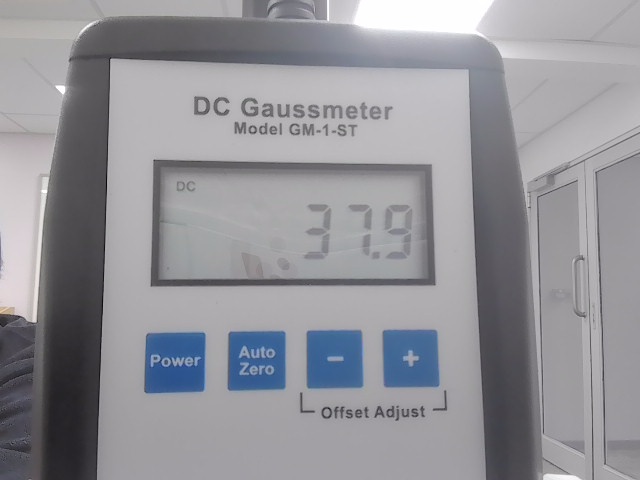 DC Gaussmeter
Model GM-1-ST
DC
37.9
Power
Auto
Zero
-
+
Offset Adjust